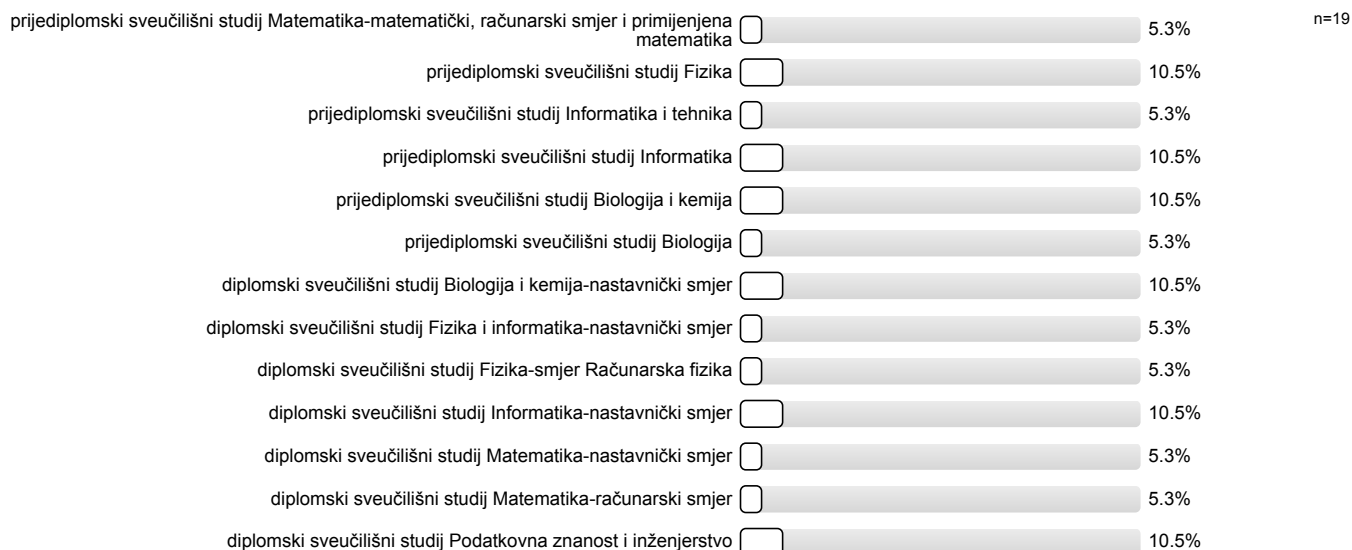 prijediplomski sveučilišni studij Matematika-matematički, računarski smjer i primijenjena matematika 5.3% n=19
prijediplomski sveučilišni studij Fizika 10.5%
prijediplomski sveučilišni studij Informatika i tehnika 5.3%
prijediplomski sveučilišni studij Informatika 10.5%
prijediplomski sveučilišni studij Biologija i kemija 10.5%
prijediplomski sveučilišni studij Biologija 5.3%
diplomski sveučilišni studij Biologija i kemija-nastavnički smjer 10.5%
diplomski sveučilišni studij Fizika i informatika-nastavnički smjer 5.3%
diplomski sveučilišni studij Fizika-smjer Računarska fizika 5.3%
diplomski sveučilišni studij Informatika-nastavnički smjer 10.5%
diplomski sveučilišni studij Matematika-nastavnički smjer 5.3%
diplomski sveučilišni studij Matematika-računarski smjer 5.3%
diplomski sveučilišni studij Podatkovna znanost i inženjerstvo 10.5%